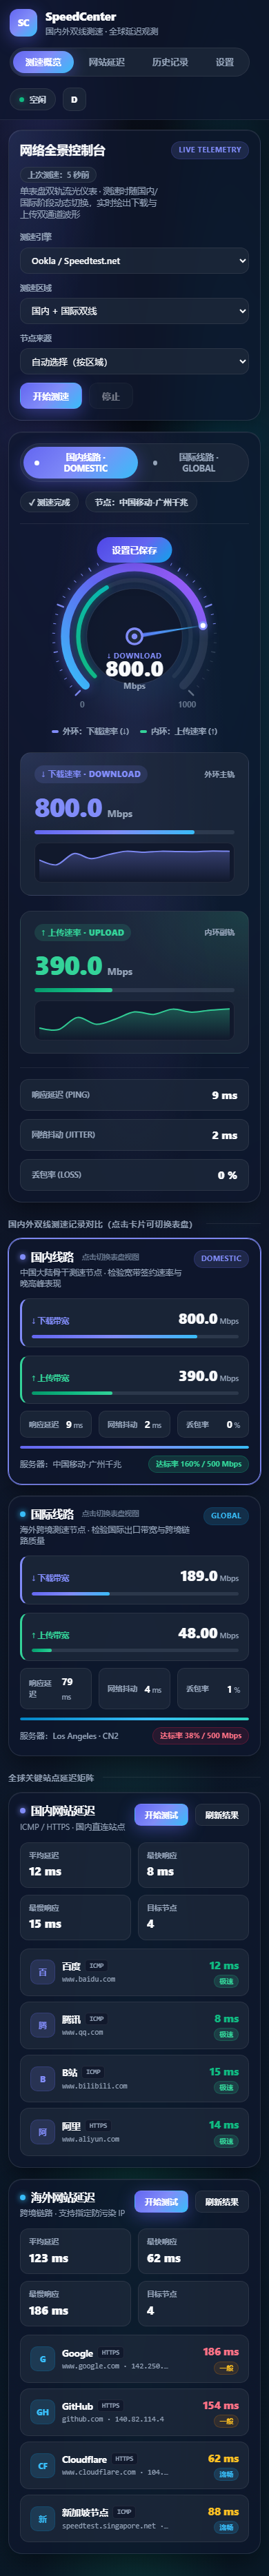 SC
SpeedCenter
国内外双线测速 · 全球延迟观测
测速概览
网站延迟
历史记录
设置
空闲
D
网络全景控制台
LIVE TELEMETRY
上次测速：5 秒前
单表盘双轨流光仪表 · 测速时随国内/
国际阶段动态切换，实时绘出下载与
上传双通道波形
测速引擎
Ookla / Speedtest.net
测速区域
国内 + 国际双线
节点来源
自动选择（按区域）
开始测速
停止
国内线路 ·
DOMESTIC
国际线路 ·
GLOBAL
✓ 测速完成
节点：中国移动-广州千兆
设置已保存
↓ DOWNLOAD
800.0
Mbps
0
1000
外环：下载速率 (↓)
内环：上传速率 (↑)
↓ 下载速率 · DOWNLOAD
外环主轨
800.0 Mbps
↑ 上传速率 · UPLOAD
内环副轨
390.0 Mbps
响应延迟 (PING)
9 ms
网络抖动 (JITTER)
2 ms
丢包率 (LOSS)
0 %
国内外双线测速记录对比（点击卡片可切换表盘）
国内线路
点击切换表盘视图
DOMESTIC
中国大陆骨干测速节点 · 检验宽带签约速率与
晚高峰表现
↓ 下载带宽
800.0 Mbps
↑ 上传带宽
390.0 Mbps
响应延迟 9 ms
网络抖动 2 ms
丢包率 0 %
服务器：中国移动-广州千兆
达标率 160% / 500 Mbps
国际线路
点击切换表盘视图
GLOBAL
海外跨境测速节点 · 检验国际出口带宽与跨境链
路质量
↓ 下载带宽
189.0 Mbps
↑ 上传带宽
48.00 Mbps
响应延
迟
79
ms
网络抖动 4 ms
丢包率 1 %
服务器：Los Angeles · CN2
达标率 38% / 500 Mbps
全球关键站点延迟矩阵
国内网站延迟
ICMP / HTTPS · 国内直连站点
开始测试
刷新结果
平均延迟
12 ms
最快响应
8 ms
最慢响应
15 ms
目标节点
4
百
百度 ICMP
www.baidu.com
12 ms
极速
腾
腾讯 ICMP
www.qq.com
8 ms
极速
B
B站 ICMP
www.bilibili.com
15 ms
极速
阿
阿里 HTTPS
www.aliyun.com
14 ms
极速
海外网站延迟
跨境链路 · 支持指定防污染 IP
开始测试
刷新结果
平均延迟
123 ms
最快响应
62 ms
最慢响应
186 ms
目标节点
4
G
Google HTTPS
www.google.com · 142.250.…
186 ms
一般
GH
GitHub HTTPS
github.com · 140.82.114.4
154 ms
一般
CF
Cloudflare HTTPS
www.cloudflare.com · 104.…
62 ms
流畅
新
新加坡节点 ICMP
speedtest.singapore.net ·…
88 ms
流畅